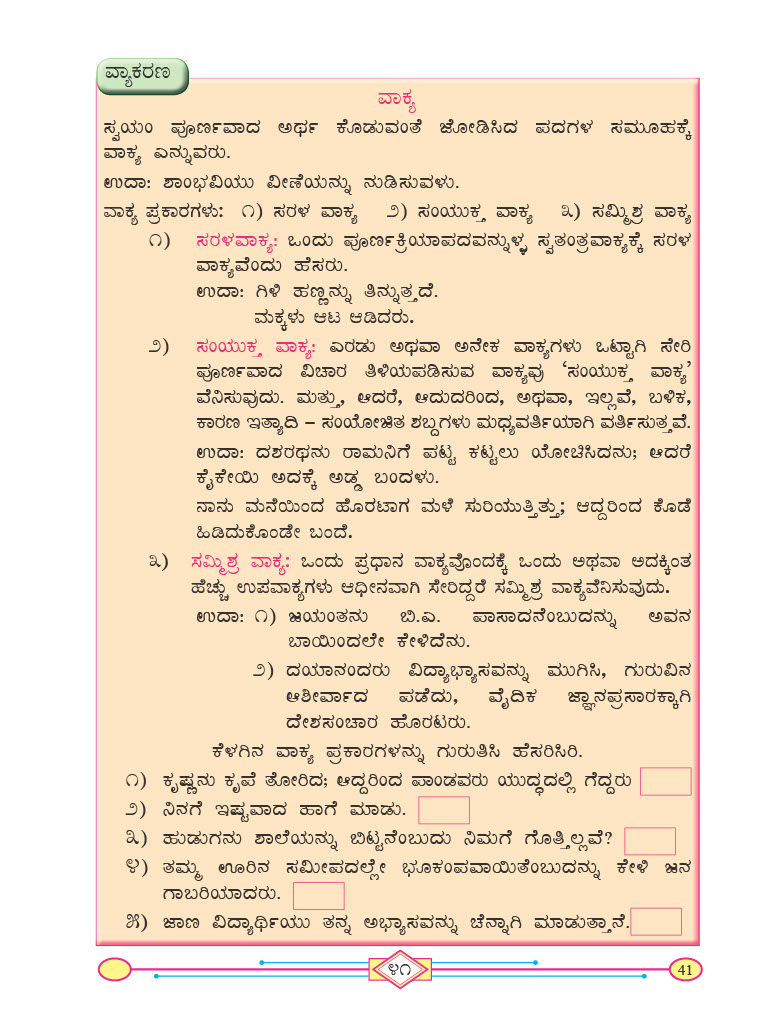 ವ್ಯಾಕರಣ
ವಾಕ್ಯ
ಸ್ವಯಂ ಪೂರ್ಣವಾದ ಅರ್ಥ ಕೊಡುವಂತೆ ಜೋಡಿಸಿದ ಪದಗಳ ಸಮೂಹಕ್ಕೆ
ವಾಕ್ಯ ಎನ್ನುವರು.
ಉದಾ: ಶಾಂಭವಿಯು ವೀಣೆಯನ್ನು ನುಡಿಸುವಳು.
ವಾಕ್ಯ ಪ್ರಕಾರಗಳು: ೧) ಸರಳ ವಾಕ್ಯ ೨) ಸಂಯುಕ್ತ ವಾಕ್ಯ ೩) ಸಮ್ಮಿಶ್ರ ವಾಕ್ಯ
೧) ಸರಳವಾಕ್ಯ: ಒಂದು ಪೂರ್ಣಕ್ರಿಯಾಪದವನ್ನುಳ್ಳ ಸ್ವತಂತ್ರವಾಕ್ಯಕ್ಕೆ ಸರಳ
ವಾಕ್ಯವೆಂದು ಹೆಸರು.
ಉದಾ: ಗಿಳಿ ಹಣ್ಣನ್ನು ತಿನ್ನುತ್ತದೆ.
ಮಕ್ಕಳು ಆಟ ಆಡಿದರು.
೨) ಸಂಯುಕ್ತ ವಾಕ್ಯ: ಎರಡು ಅಥವಾ ಅನೇಕ ವಾಕ್ಯಗಳು ಒಟ್ಟಾಗಿ ಸೇರಿ
ಪೂರ್ಣವಾದ ವಿಚಾರ ತಿಳಿಯಪಡಿಸುವ ವಾಕ್ಯವು ‘ಸಂಯುಕ್ತ ವಾಕ್ಯ’
ವೆನಿಸುವುದು. ಮತ್ತು, ಆದರೆ, ಆದುದರಿಂದ, ಅಥವಾ, ಇಲ್ಲವೆ, ಬಳಿಕ,
ಕಾರಣ ಇತ್ಯಾದಿ – ಸಂಯೋಜಿತ ಶಬ್ದಗಳು ಮಧ್ಯವರ್ತಿಯಾಗಿ ವರ್ತಿಸುತ್ತವೆ.
ಉದಾ: ದಶರಥನು ರಾಮನಿಗೆ ಪಟ್ಟ ಕಟ್ಟಲು ಯೋಚಿಸಿದನು; ಆದರೆ
ಕೈಕೇಯಿ ಅದಕ್ಕೆ ಅಡ್ಡ ಬಂದಳು.
ನಾನು ಮನೆಯಿಂದ ಹೊರಟಾಗ ಮಳೆ ಸುರಿಯುತ್ತಿತ್ತು; ಆದ್ದರಿಂದ ಕೊಡೆ
ಹಿಡಿದುಕೊಂಡೇ ಬಂದೆ.
೩) ಸಮ್ಮಿಶ್ರ ವಾಕ್ಯ: ಒಂದು ಪ್ರಧಾನ ವಾಕ್ಯವೊಂದಕ್ಕೆ ಒಂದು ಅಥವಾ ಅದಕ್ಕಿಂತ
ಹೆಚ್ಚು ಉಪವಾಕ್ಯಗಳು ಆಧೀನವಾಗಿ ಸೇರಿದ್ದರೆ ಸಮ್ಮಿಶ್ರ ವಾಕ್ಯವೆನಿಸುವುದು.
ಉದಾ: ೧) ಜಯಂತನು ಬಿ.ಎ. ಪಾಸಾದನೆಂಬುದನ್ನು ಅವನ
ಬಾಯಿಂದಲೇ ಕೇಳಿದೆನು.
೨) ದಯಾನಂದರು ವಿದ್ಯಾಭ್ಯಾಸವನ್ನು ಮುಗಿಸಿ, ಗುರುವಿನ
ಆಶೀರ್ವಾದ ಪಡೆದು, ವೈದಿಕ ಜ್ಞಾನಪ್ರಸಾರಕ್ಕಾಗಿ
ದೇಶಸಂಚಾರ ಹೊರಟರು.
ಕೆಳಗಿನ ವಾಕ್ಯ ಪ್ರಕಾರಗಳನ್ನು ಗುರುತಿಸಿ ಹೆಸರಿಸಿರಿ.
೧) ಕೃಷ್ಣನು ಕೃಪೆ ತೋರಿದ; ಆದ್ದರಿಂದ ಪಾಂಡವರು ಯುದ್ಧದಲ್ಲಿ ಗೆದ್ದರು
೨) ನಿನಗೆ ಇಷ್ಟವಾದ ಹಾಗೆ ಮಾಡು.
೩) ಹುಡುಗನು ಶಾಲೆಯನ್ನು ಬಿಟ್ಟನೆಂಬುದು ನಿಮಗೆ ಗೊತ್ತಿಲ್ಲವೆ?
೪) ತಮ್ಮ ಊರಿನ ಸಮೀಪದಲ್ಲೇ ಭೂಕಂಪವಾಯಿತೆಂಬುದನ್ನು ಕೇಳಿ ಜನ
ಗಾಬರಿಯಾದರು.
೫) ಜಾಣ ವಿದ್ಯಾರ್ಥಿಯು ತನ್ನ ಅಭ್ಯಾಸವನ್ನು ಚೆನ್ನಾಗಿ ಮಾಡುತ್ತಾನೆ.
೪೧
41